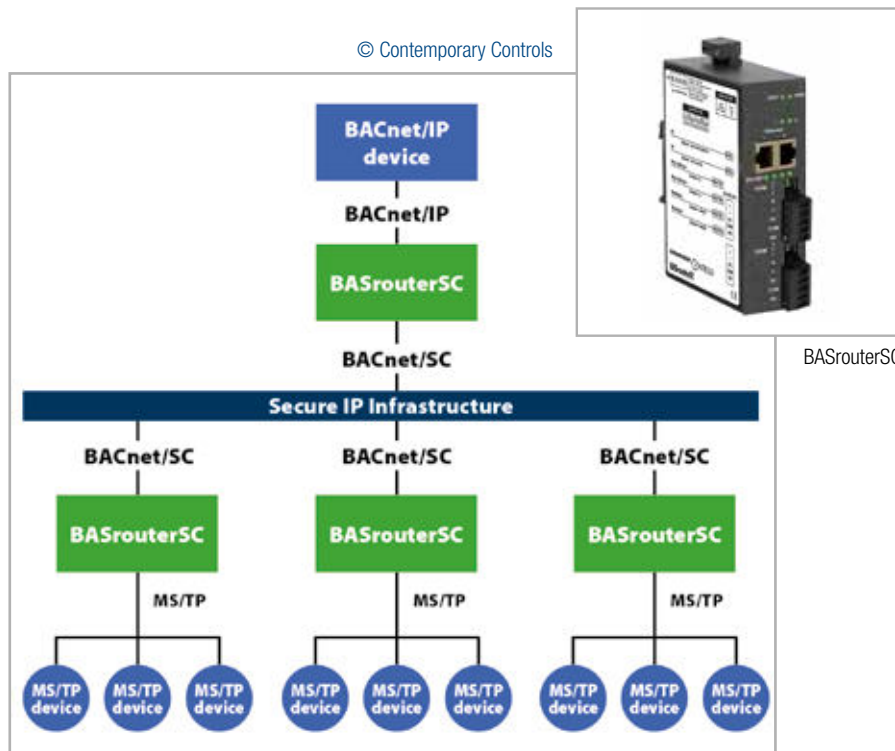 © Contemporary Controls
BACnet/IP
device
BACnet/IP
BASrouterSC
BACnet/SC
BASrouterSC
Secure IP Infrastructure
BACnet/SC BACnet/SC BACnet/SC
BASrouterSC BASrouterSC BASrouterSC
MS/TP MS/TP MS/TP
MS/TP MS/TP MS/TP MS/TP MS/TP MS/TP MS/TP MS/TP MS/TP
device device device device device device device device device